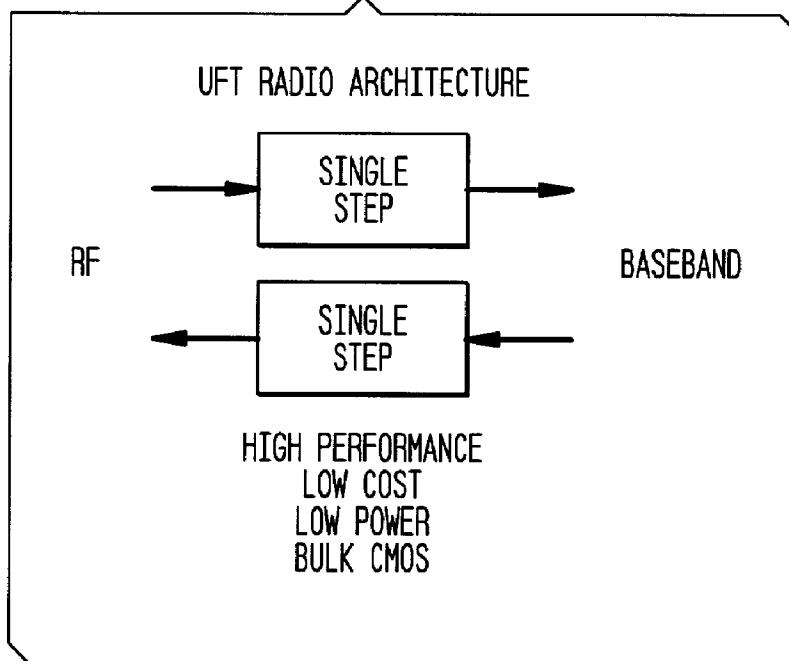 UFT RADIO ARCHITECTURE
SINGLE
STEP
RF
BASEBAND
SINGLE
STEP
HIGH PERFORMANCE
LOW COST
LOW POWER
BULK CMOS